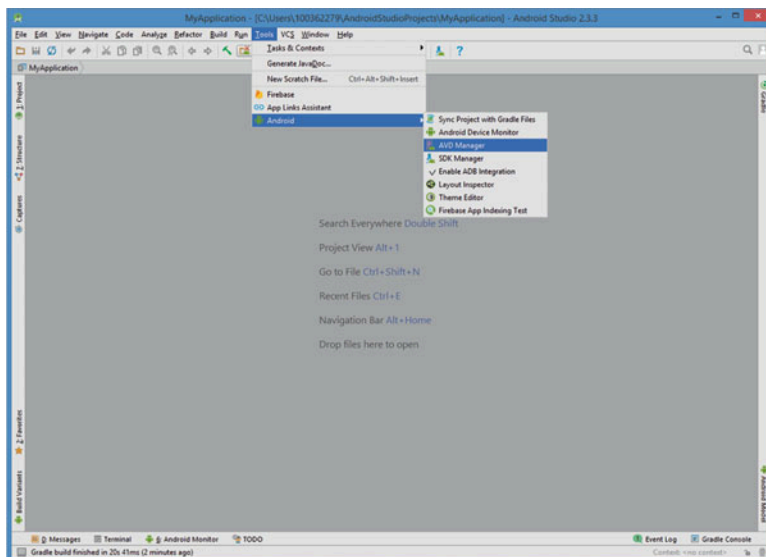 MyApplication - [C:\Users\100362279\AndroidStudioProjects\MyApplication] - Android Studio 2.3.3
File Edit View Navigate Code Analyze Refactor Build Run Tools VCS Window Help
MyApplication
Tasks & Contexts
Generate JavaDoc...
New Scratch File... Ctrl+Alt+Shift+Insert
Firebase
App Links Assistant
Android
Sync Project with Gradle Files
Android Device Monitor
AVD Manager
SDK Manager
Enable ADB Integration
Layout Inspector
Theme Editor
Firebase App Indexing Test
1: Project
7: Structure
Captures
2: Favorites
Build Variants
Gradle
Android Model
Search Everywhere Double Shift
Project View Alt+1
Go to File Ctrl+Shift+N
Recent Files Ctrl+E
Navigation Bar Alt+Home
Drop files here to open
0: Messages Terminal 6: Android Monitor TODO Event Log Gradle Console
Gradle build finished in 20s 41ms (2 minutes ago) Context: <no context>